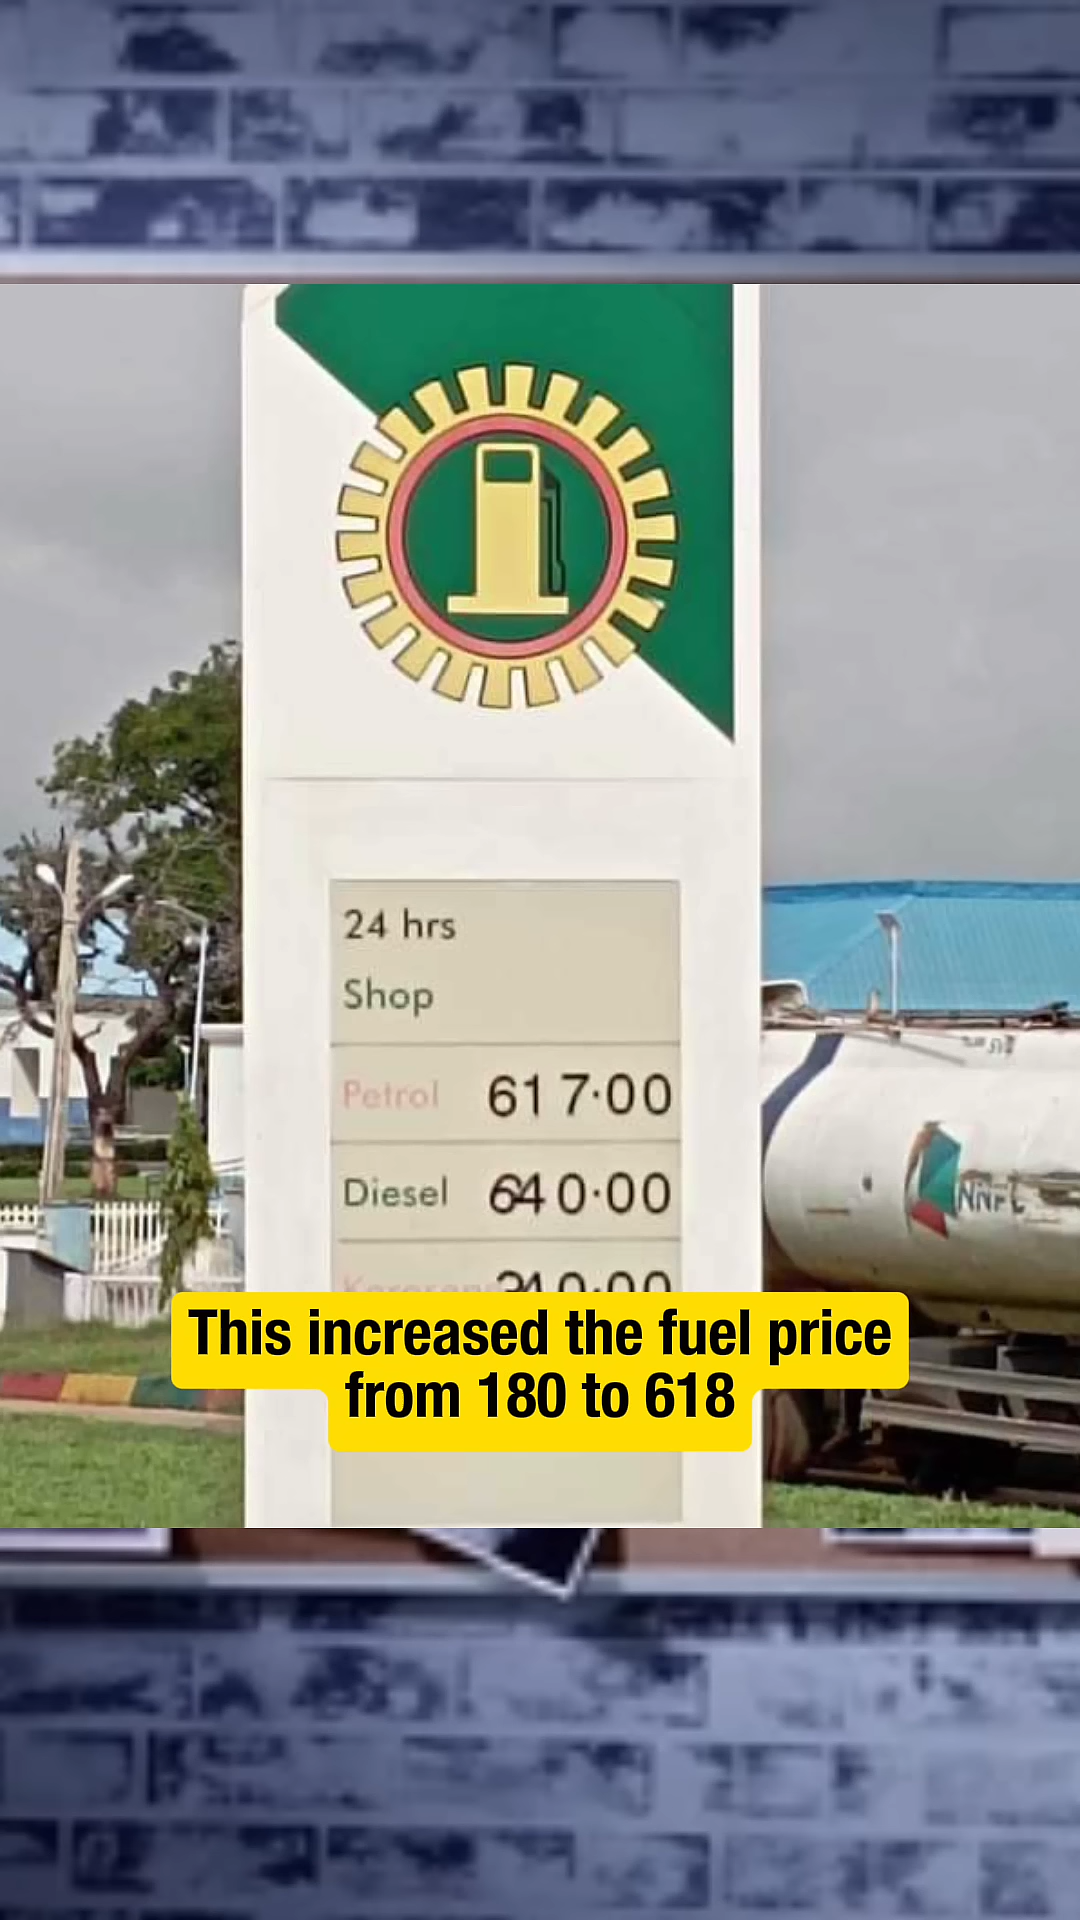 24 hrs
Shop
Petrol 617.00
Diesel 640.00
This increased the fuel price
from 180 to 618